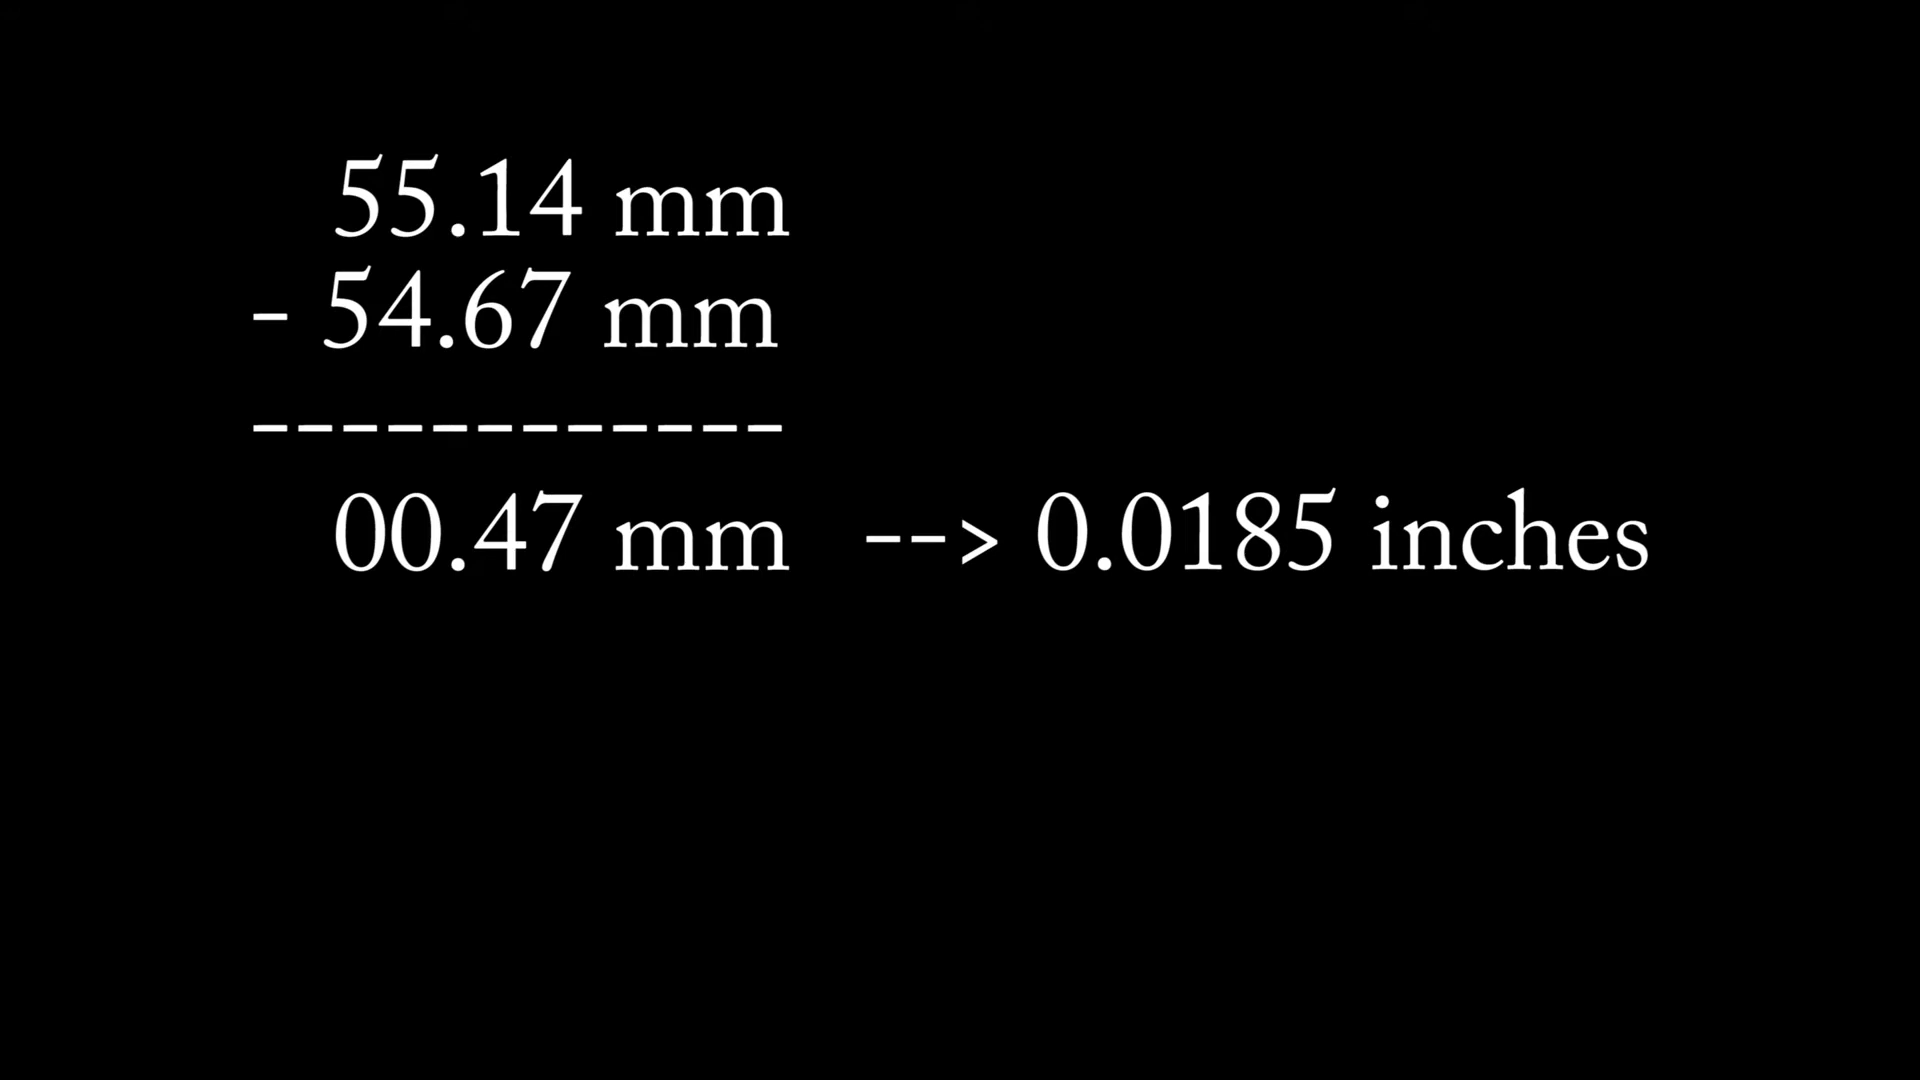 55.14 mm
- 54.67 mm
------------
00.47 mm --> 0.0185 inches